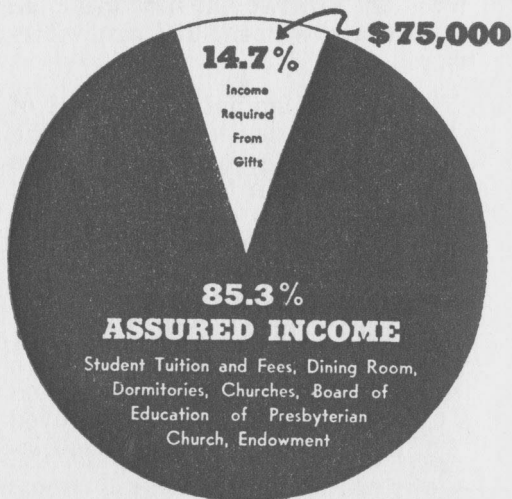 $75,000
14.7%
Income
Required
From
Gifts
85.3%
ASSURED INCOME
Student Tuition and Fees, Dining Room,
Dormitories, Churches, Board of
Education of Presbyterian
Church, Endowment